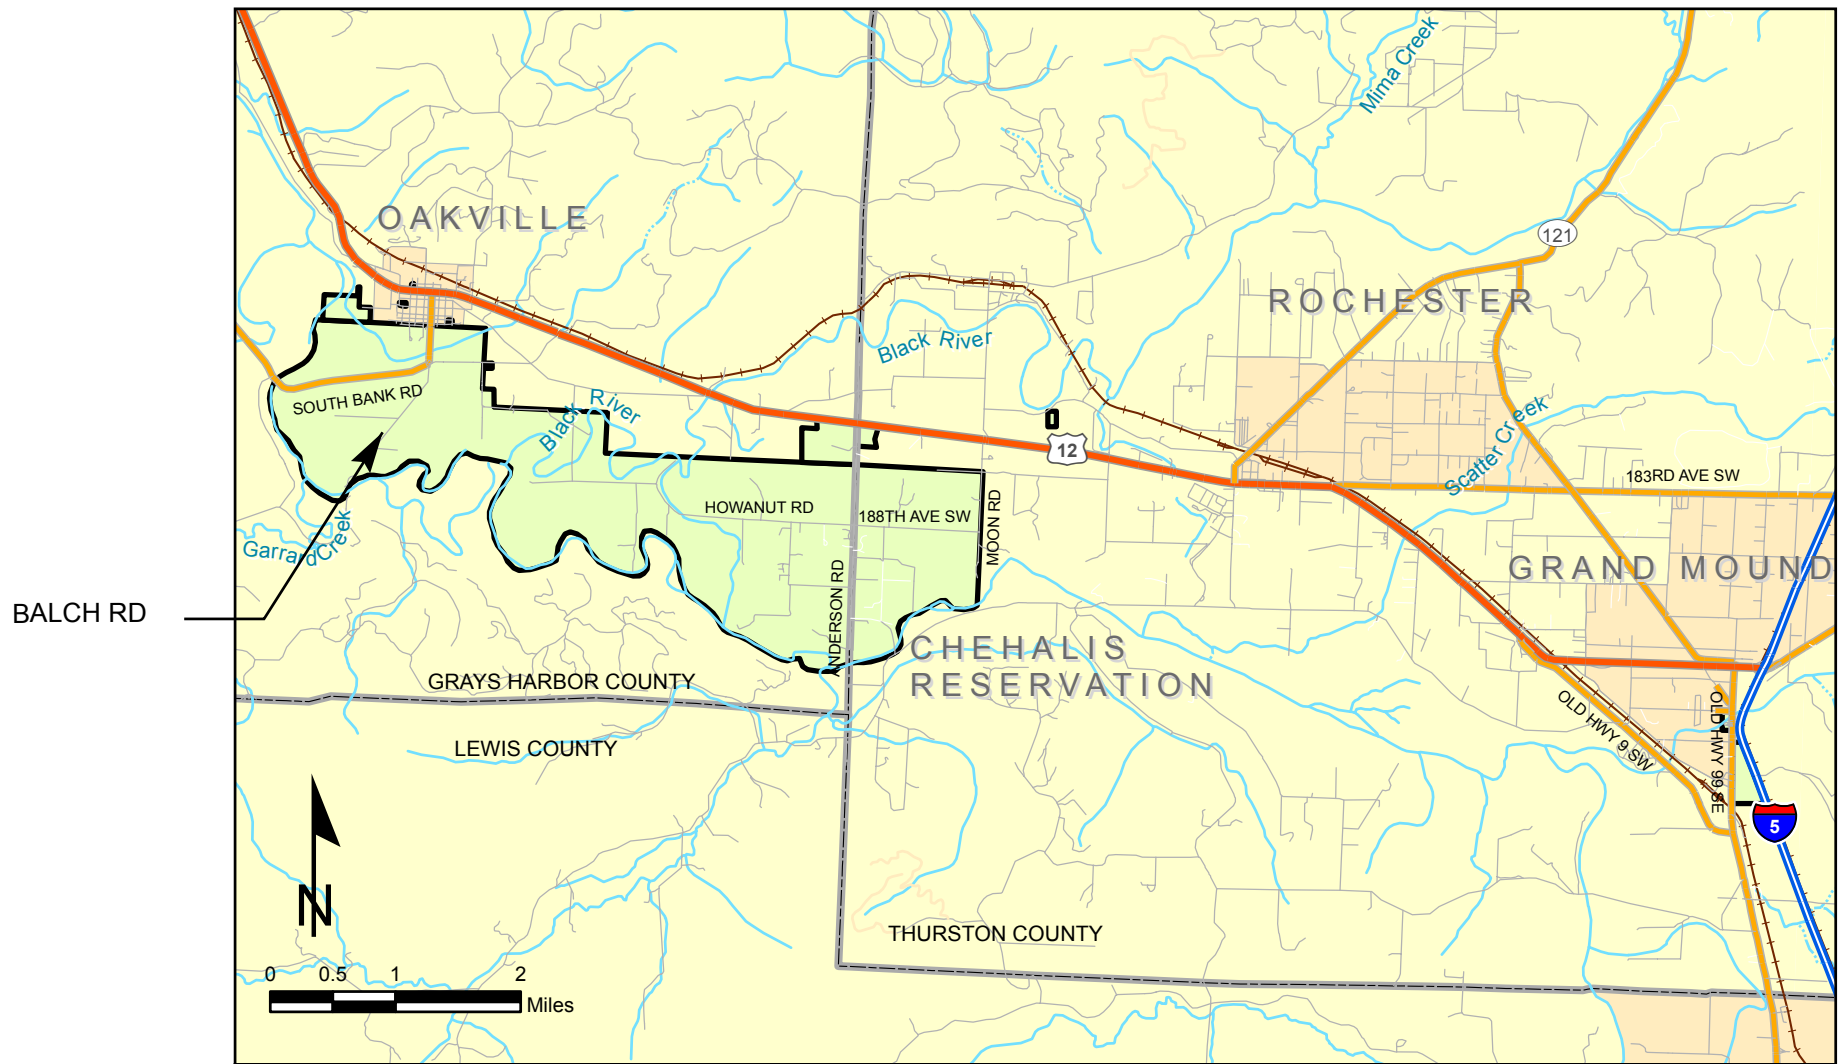 Mima Creek
OAKVILLE
121
ROCHESTER
Black River
SOUTH BANK RD
Black River
Scatter Creek
12
183RD AVE SW
HOWANUT RD
188TH AVE SW
MOON RD
Garrard Creek
GRAND MOUND
BALCH RD
ANDERSON RD
CHEHALIS
RESERVATION
GRAYS HARBOR COUNTY
LEWIS COUNTY
OLD HWY 9 SW
OLD HWY 99 SE
5
N
THURSTON COUNTY
0 0.5 1 2
Miles